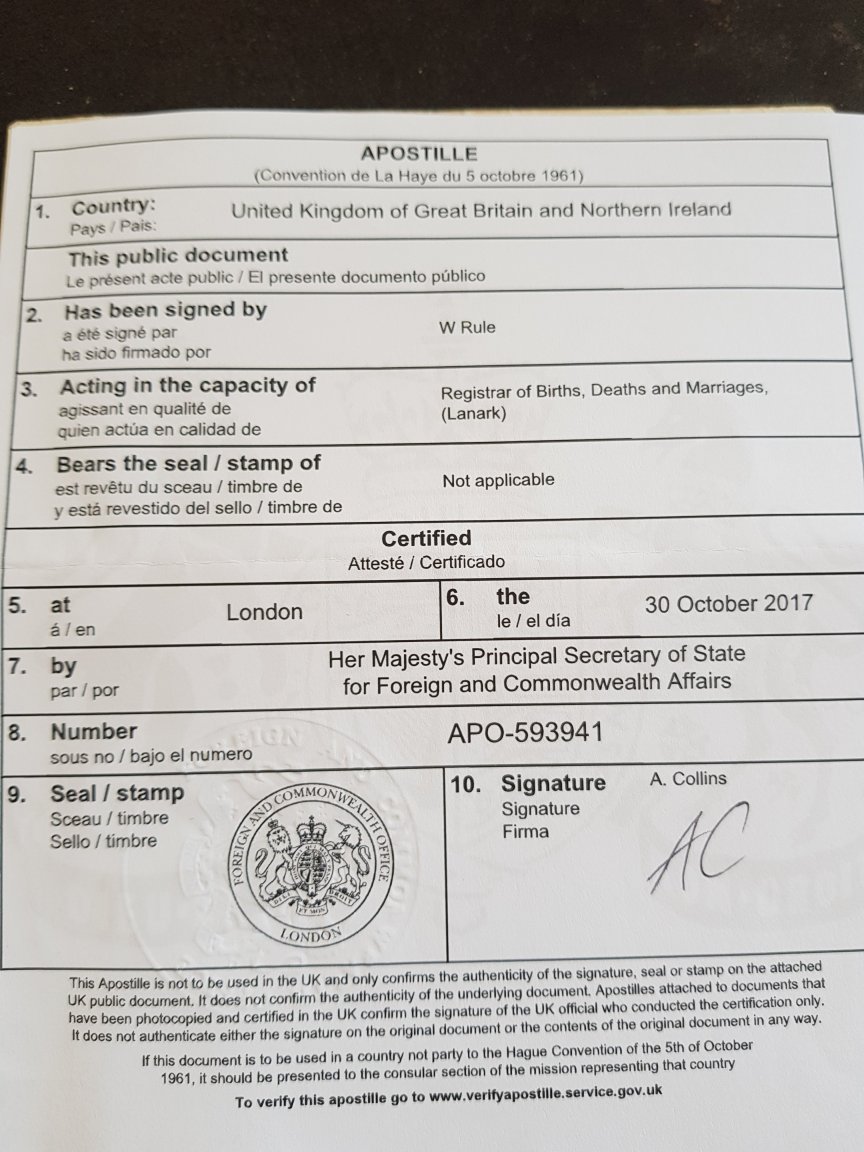 APOSTILLE
(Convention de La Haye du 5 octobre 1961)
1. Country: United Kingdom of Great Britain and Northern Ireland
Pays / Pais:
This public document
Le présent acte public / El presente documento público
2. Has been signed by
a été signé par
ha sido firmado por
W Rule
3. Acting in the capacity of
agissant en qualité de
quien actúa en calidad de
Registrar of Births, Deaths and Marriages,
(Lanark)
4. Bears the seal / stamp of
est revêtu du sceau / timbre de
y está revestido del sello / timbre de
Not applicable
Certified
Attesté / Certificado
5. at London
á / en
6. the 30 October 2017
le / el día
7. by
par / por
Her Majesty's Principal Secretary of State
for Foreign and Commonwealth Affairs
8. Number APO-593941
sous no / bajo el numero
9. Seal / stamp
Sceau / timbre
Sello / timbre
FOREIGN AND COMMONWEALTH OFFICE
LONDON
10. Signature A. Collins
Signature
Firma
AC
This Apostille is not to be used in the UK and only confirms the authenticity of the signature, seal or stamp on the attached
UK public document. It does not confirm the authenticity of the underlying document. Apostilles attached to documents that
have been photocopied and certified in the UK confirm the signature of the UK official who conducted the certification only.
It does not authenticate either the signature on the original document or the contents of the original document in any way.
If this document is to be used in a country not party to the Hague Convention of the 5th of October
1961, it should be presented to the consular section of the mission representing that country
To verify this apostille go to www.verifyapostille.service.gov.uk